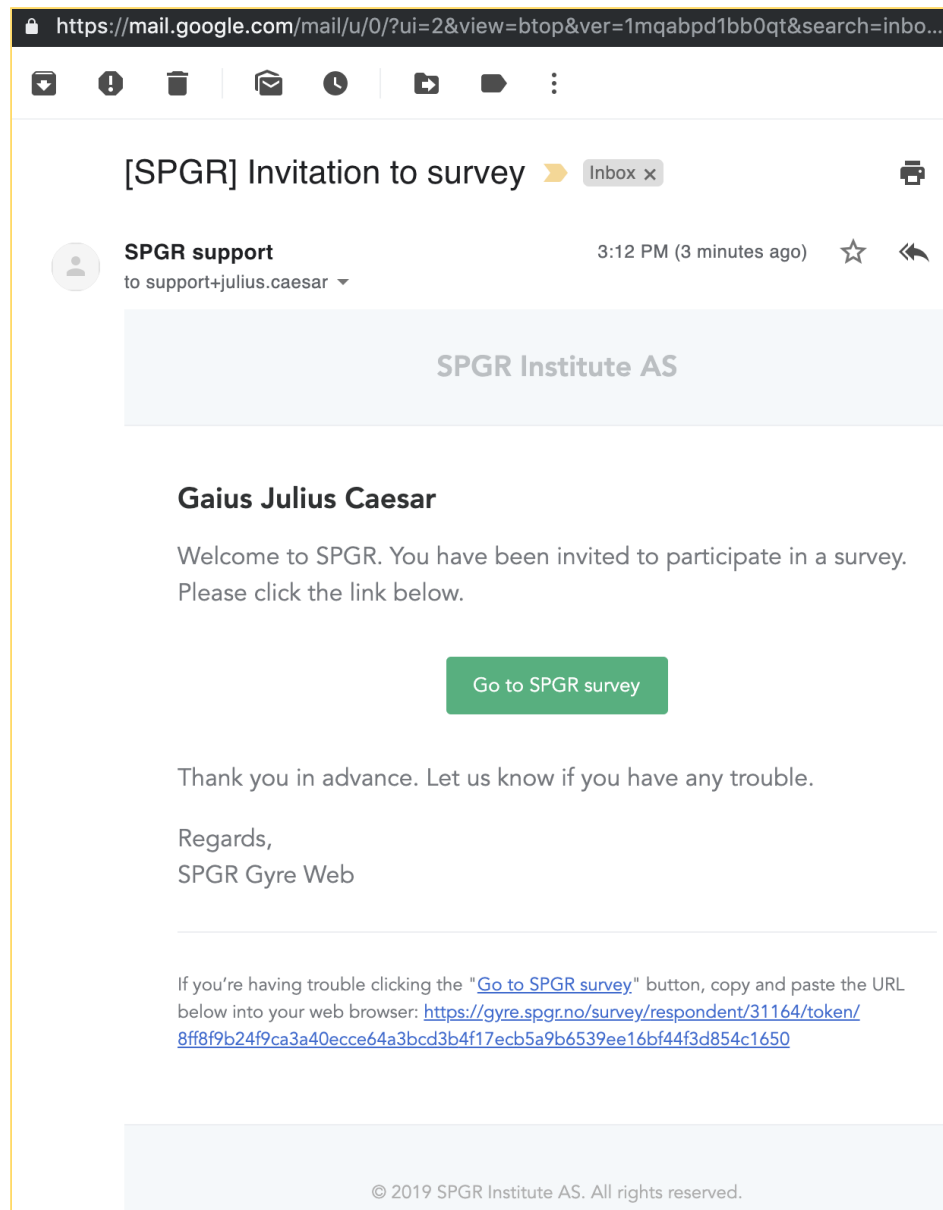 https://mail.google.com/mail/u/0/?ui=2&view=btop&ver=1mqabpd1bb0qt&search=inbo...
[SPGR] Invitation to survey Inbox x
SPGR support 3:12 PM (3 minutes ago)
to support+julius.caesar
SPGR Institute AS
Gaius Julius Caesar
Welcome to SPGR. You have been invited to participate in a survey.
Please click the link below.
Go to SPGR survey
Thank you in advance. Let us know if you have any trouble.
Regards,
SPGR Gyre Web
If you’re having trouble clicking the "Go to SPGR survey" button, copy and paste the URL
below into your web browser: https://gyre.spgr.no/survey/respondent/31164/token/
8ff8f9b24f9ca3a40ecce64a3bcd3b4f17ecb5a9b6539ee16bf44f3d854c1650
© 2019 SPGR Institute AS. All rights reserved.